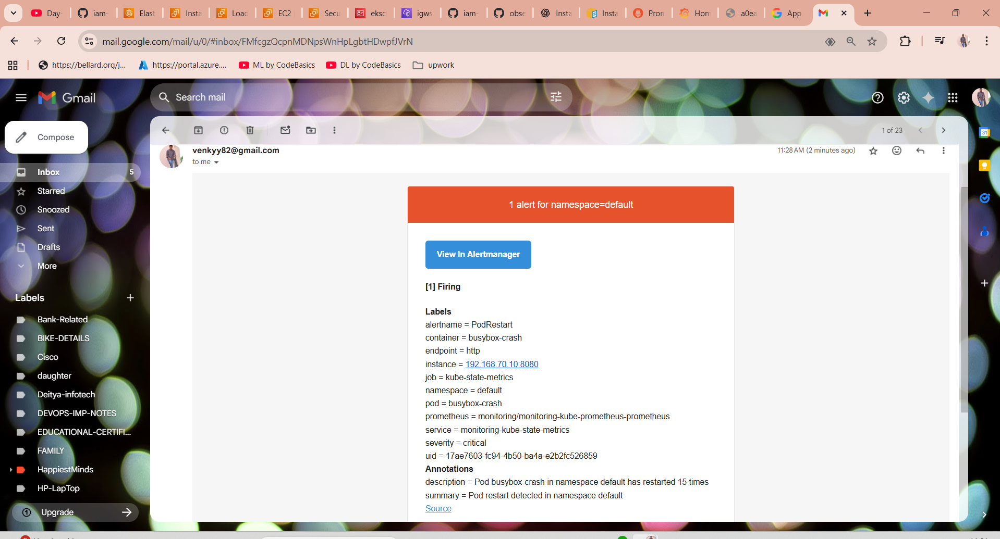 Day-
iam-
Elast
Insta
Load
EC2
Secu
eksc
igws
iam-
obse
Insta
Insta
Pron
Hom
a0ea
App
mail.google.com/mail/u/0/#inbox/FMfcgzQcpnMDNpsWnHpLgbtHDwpfJVrN
https://bellard.org/j...
https://portal.azure....
ML by CodeBasics
DL by CodeBasics
upwork
Gmail
Search mail
Compose
1 of 23
Inbox 5
Starred
Snoozed
Sent
Drafts
More
Labels
Bank-Related
BIKE-DETAILS
Cisco
daughter
Deitya-infotech
DEVOPS-IMP-NOTES
EDUCATIONAL-CERTIFI...
FAMILY
HappiestMinds
HP-LapTop
Upgrade
venkyy82@gmail.com
11:28 AM (2 minutes ago)
to me
1 alert for namespace=default
View In Alertmanager
[1] Firing
Labels
alertname = PodRestart
container = busybox-crash
endpoint = http
instance = 192.168.70.10:8080
job = kube-state-metrics
namespace = default
pod = busybox-crash
prometheus = monitoring/monitoring-kube-prometheus-prometheus
service = monitoring-kube-state-metrics
severity = critical
uid = 17ae7603-fc94-4b50-ba4a-e2b2fc526859
Annotations
description = Pod busybox-crash in namespace default has restarted 15 times
summary = Pod restart detected in namespace default
Source
31